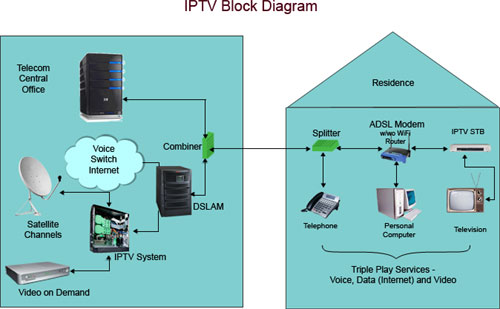 IPTV Block Diagram
Telecom
Central
Office
Voice
Switch
Internet
Combiner
DSLAM
Satellite
Channels
IPTV System
Video on Demand
Residence
Splitter
ADSL Modem
w/wo WiFi
Router
IPTV STB
Telephone
Personal
Computer
Television
Triple Play Services -
Voice, Data (Internet) and Video